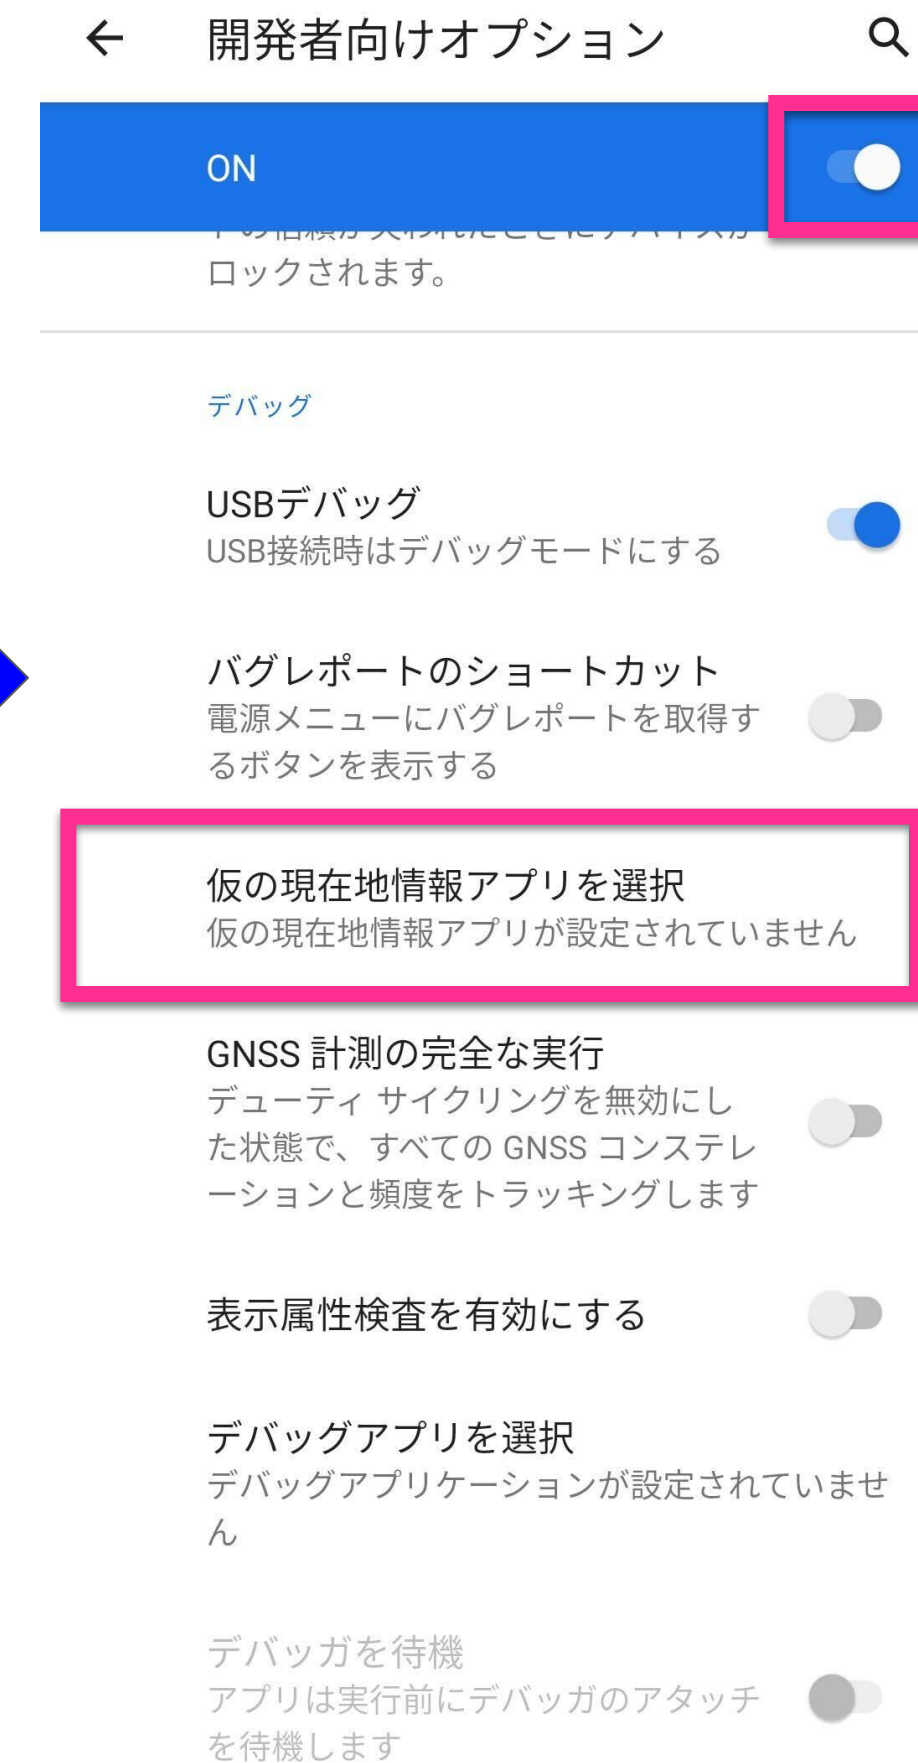 開発者向けオプション
ON
ロックされます。
デバッグ
USBデバッグ
USB接続時はデバッグモードにする
バグレポートのショートカット
電源メニューにバグレポートを取得す
るボタンを表示する
仮の現在地情報アプリを選択
仮の現在地情報アプリが設定されていません
GNSS 計測の完全な実行
デューティ サイクリングを無効にし
た状態で、すべての GNSS コンステレ
ーションと頻度をトラッキングします
表示属性検査を有効にする
デバッグアプリを選択
デバッグアプリケーションが設定されていませ
ん
デバッガを待機
アプリは実行前にデバッガのアタッチ
を待機します